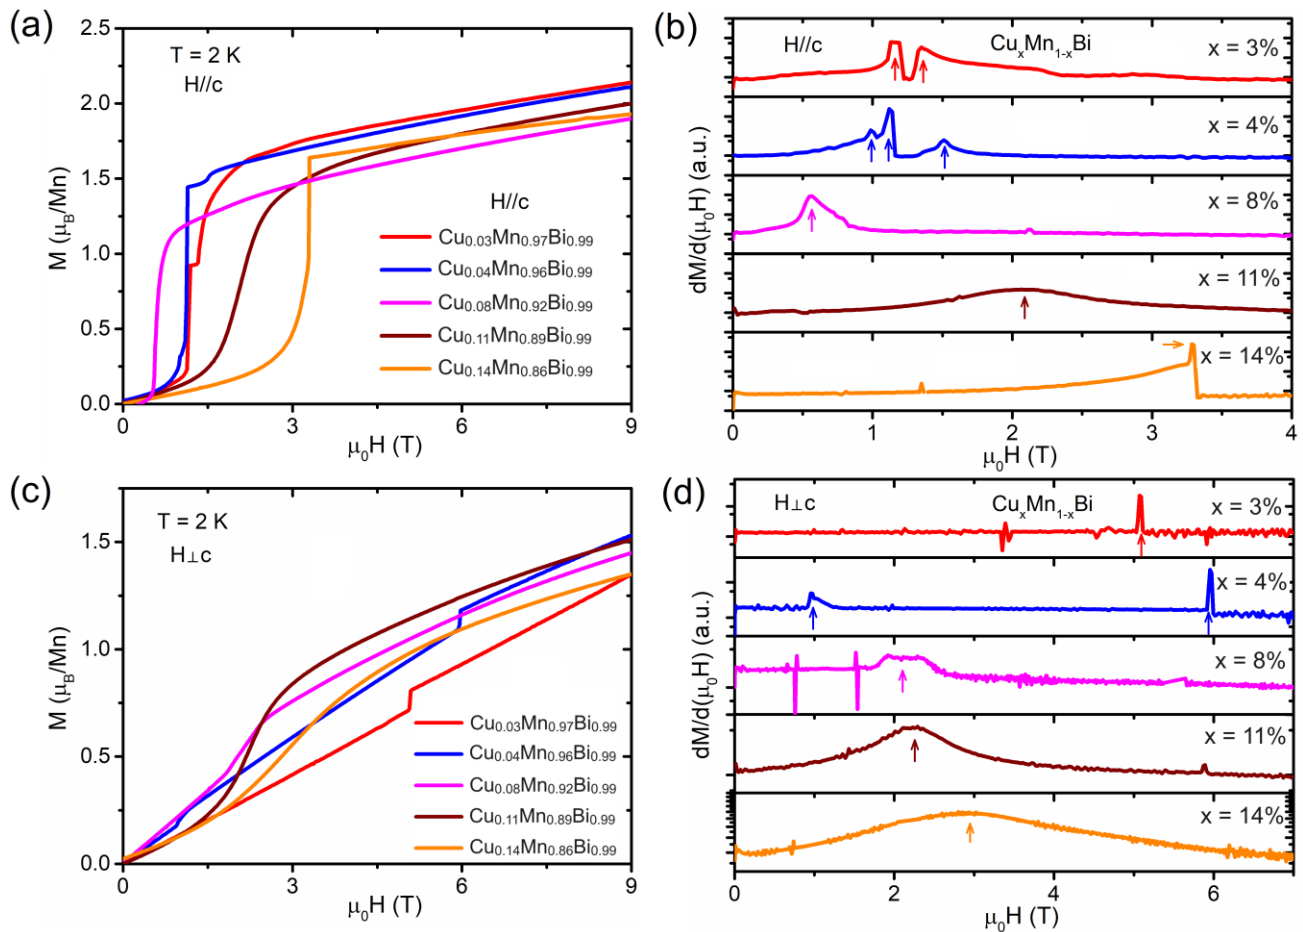 (a)
2.5
2.0
1.5
1.0
0.5
0.0
M (μB/Mn)
T = 2 K
H//c
H//c
Cu0.03Mn0.97Bi0.99
Cu0.04Mn0.96Bi0.99
Cu0.08Mn0.92Bi0.99
Cu0.11Mn0.89Bi0.99
Cu0.14Mn0.86Bi0.99
0 3 6 9
μ0H (T)
(b)
H//c CuxMn1-xBi x = 3%
x = 4%
x = 8%
x = 11%
x = 14%
dM/d(μ0H) (a.u.)
0 1 2 3 4
μ0H (T)
(c)
1.5
1.0
0.5
0.0
M (μB/Mn)
T = 2 K
H⊥c
Cu0.03Mn0.97Bi0.99
Cu0.04Mn0.96Bi0.99
Cu0.08Mn0.92Bi0.99
Cu0.11Mn0.89Bi0.99
Cu0.14Mn0.86Bi0.99
0 3 6 9
μ0H (T)
(d)
H⊥c CuxMn1-xBi x = 3%
x = 4%
x = 8%
x = 11%
x = 14%
dM/d(μ0H) (a.u.)
0 2 4 6
μ0H (T)